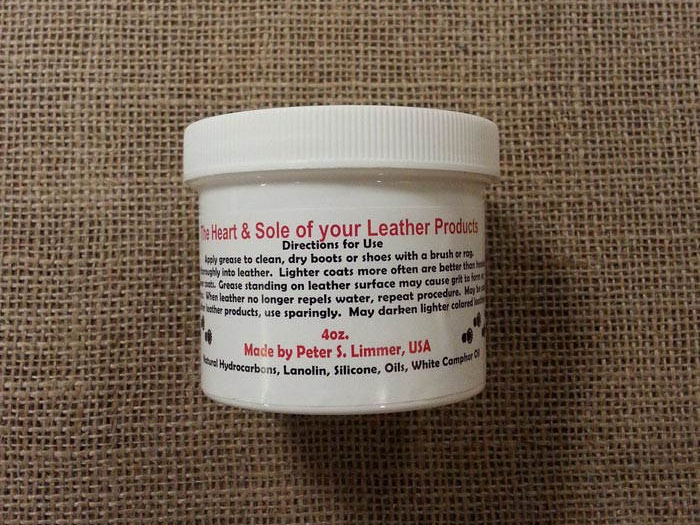 The Heart & Sole of your Leather Products
Directions for Use
Apply grease to clean, dry boots or shoes with a brush or rag.
into leather. Lighter coats more often are better than
coats. Grease standing on leather surface may cause grit to form
When leather no longer repels water, repeat procedure. May be
leather products, use sparingly. May darken lighter colored
4oz.
Made by Peter S. Limmer, USA
Natural Hydrocarbons, Lanolin, Silicone, Oils, White Camphor Oil